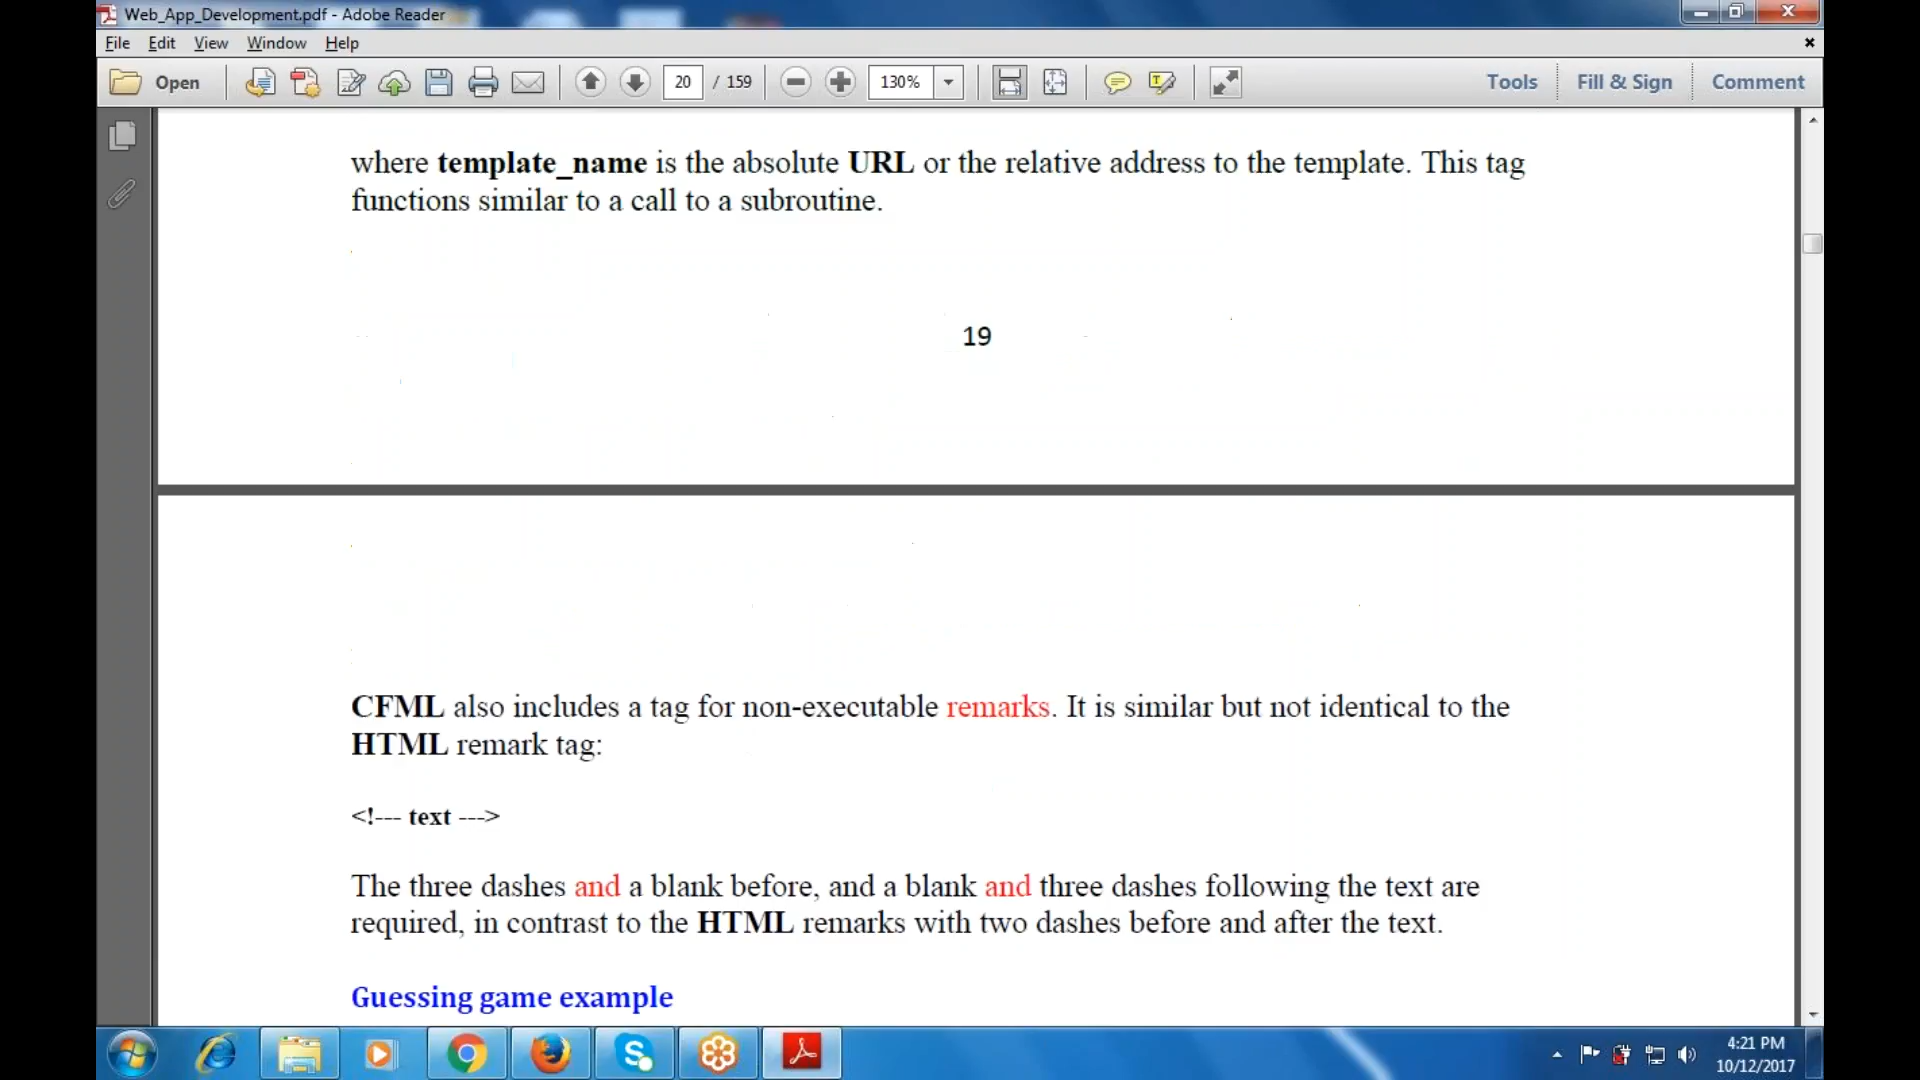 Web_App_Development.pdf - Adobe Reader
File Edit View Window Help
Open 20 / 159 130% Tools Fill & Sign Comment
where template_name is the absolute URL or the relative address to the template. This tag
functions similar to a call to a subroutine.
19
CFML also includes a tag for non-executable remarks. It is similar but not identical to the
HTML remark tag:
<!--- text --->
The three dashes and a blank before, and a blank and three dashes following the text are
required, in contrast to the HTML remarks with two dashes before and after the text.
Guessing game example
4:21 PM
10/12/2017